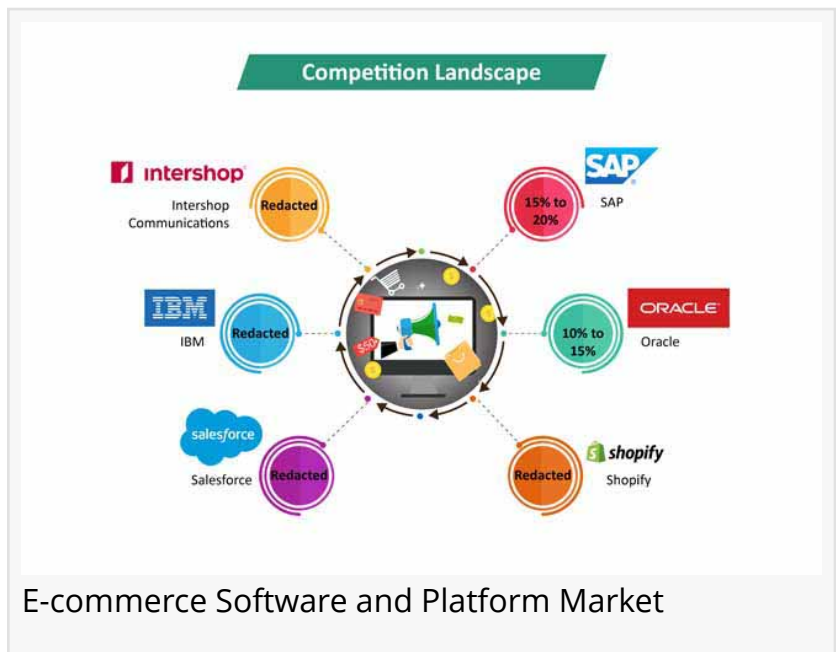 Competition Landscape
intershop
Intershop
Communications
Redacted
15% to
20%
SAP
SAP
IBM
IBM
Redacted
10% to
15%
ORACLE
Oracle
$50
salesforce
Salesforce
Redacted
Redacted
shopify
Shopify
E-commerce Software and Platform Market